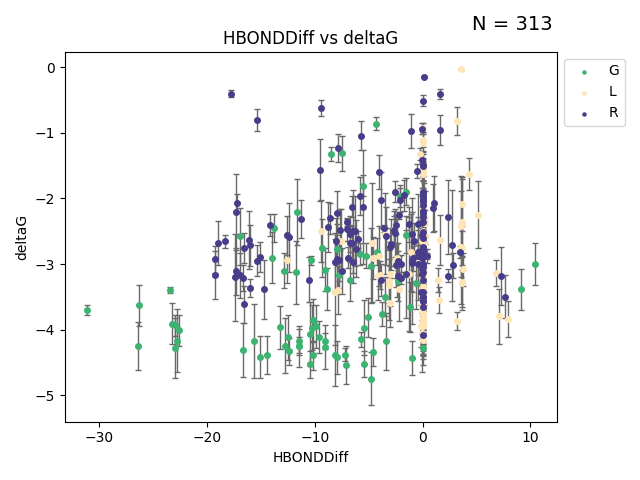 N = 313
HBONDDiff vs deltaG
G
L
R
0
−1
−2
−3
−4
−5
deltaG
−30 −20 −10 0 10
HBONDDiff